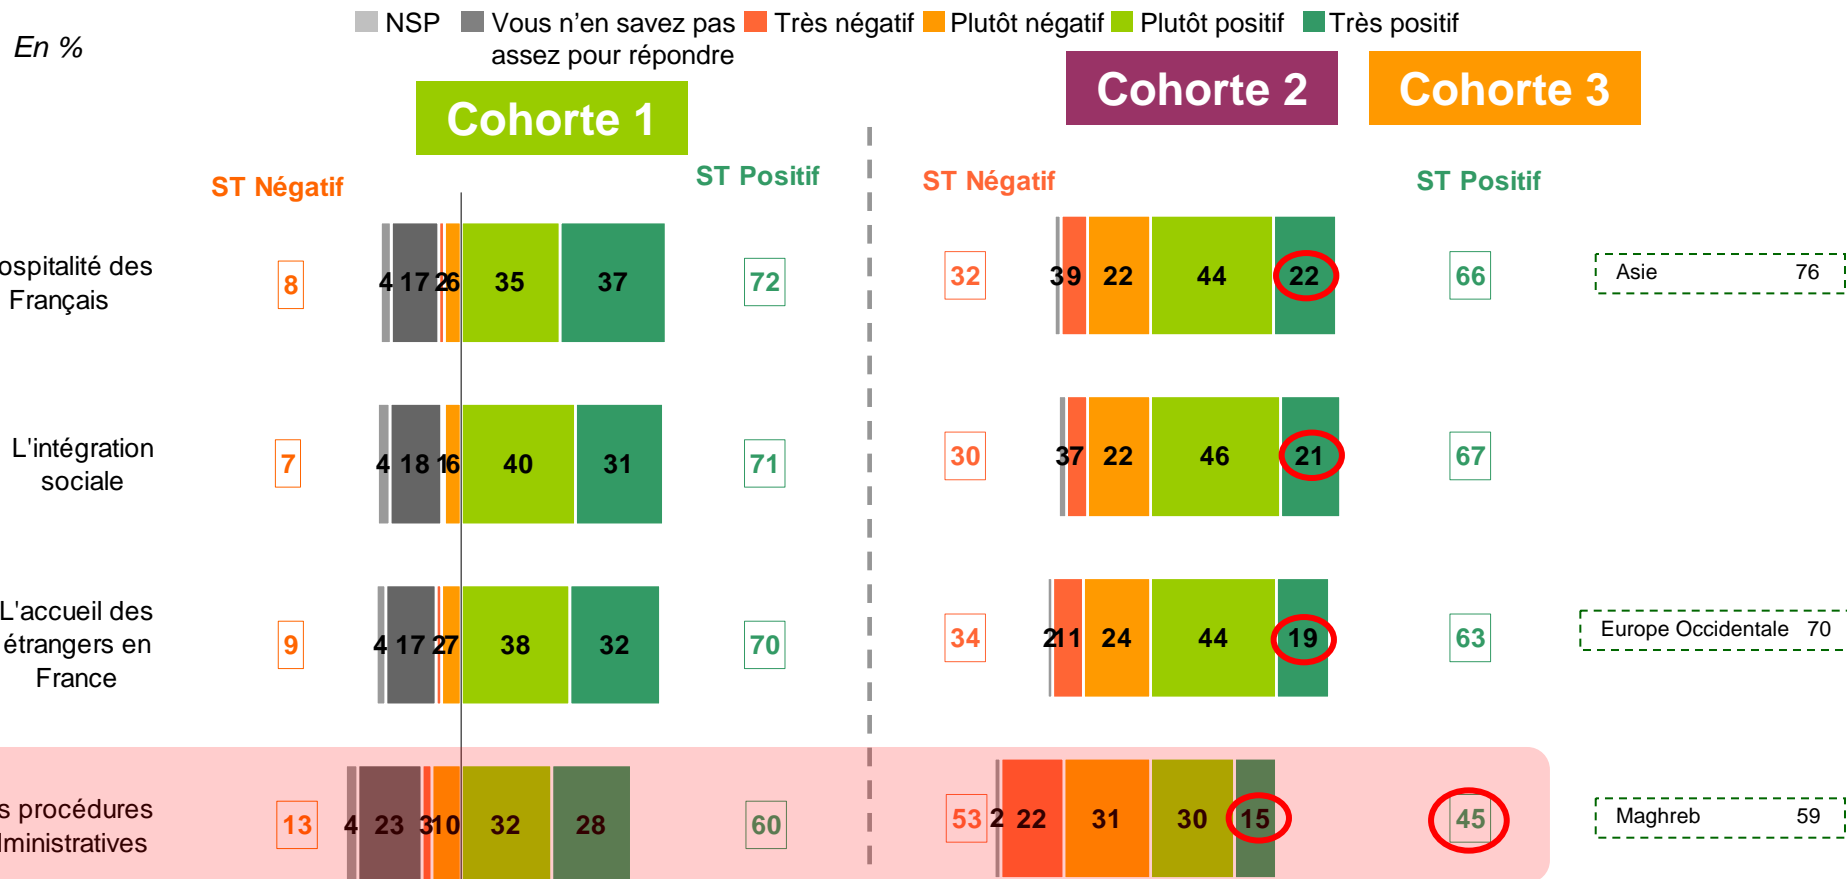 NSP Vous n'en savez pas Très négatif Plutôt négatif Plutôt positif Très positif
assez pour répondre
En %
Cohorte 1
Cohorte 2 Cohorte 3
ST Négatif ST Positif ST Négatif ST Positif
ospitalité des
Français
8 4 17 2 6 35 37 72 32 3 9 22 44 22 66 Asie 76
L'intégration
sociale
7 4 18 1 6 40 31 71 30 3 7 22 46 21 67
L'accueil des
étrangers en
France
9 4 17 2 7 38 32 70 34 2 11 24 44 19 63 Europe Occidentale 70
s procédures
dministratives
13 4 23 3 10 32 28 60 53 2 22 31 30 15 45 Maghreb 59